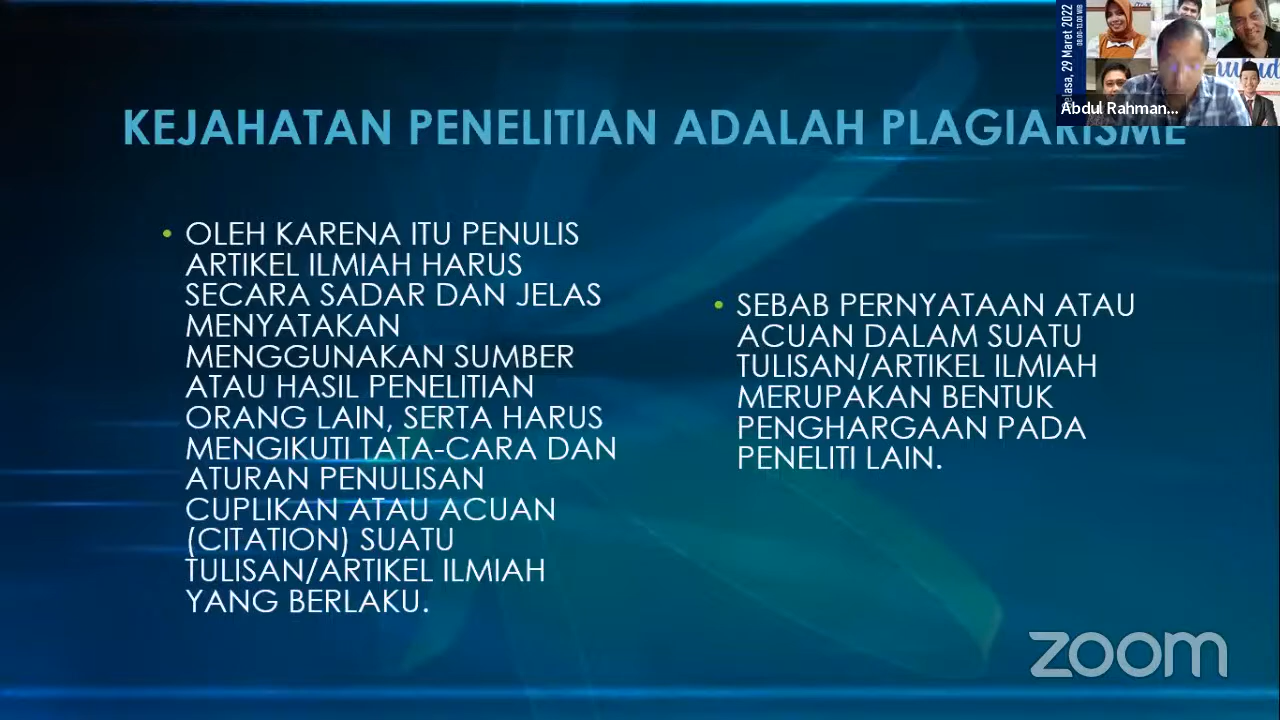 KEJAHATAN PENELITIAN ADALAH PLAGIARISME
OLEH KARENA ITU PENULIS
ARTIKEL ILMIAH HARUS
SECARA SADAR DAN JELAS
MENYATAKAN
MENGGUNAKAN SUMBER
ATAU HASIL PENELITIAN
ORANG LAIN, SERTA HARUS
MENGIKUTI TATA-CARA DAN
ATURAN PENULISAN
CUPLIKAN ATAU ACUAN
(CITATION) SUATU
TULISAN/ARTIKEL ILMIAH
YANG BERLAKU.
SEBAB PERNYATAAN ATAU
ACUAN DALAM SUATU
TULISAN/ARTIKEL ILMIAH
MERUPAKAN BENTUK
PENGHARGAAN PADA
PENELITI LAIN.
29 Maret 2022
Abdul Rahman...
zoom